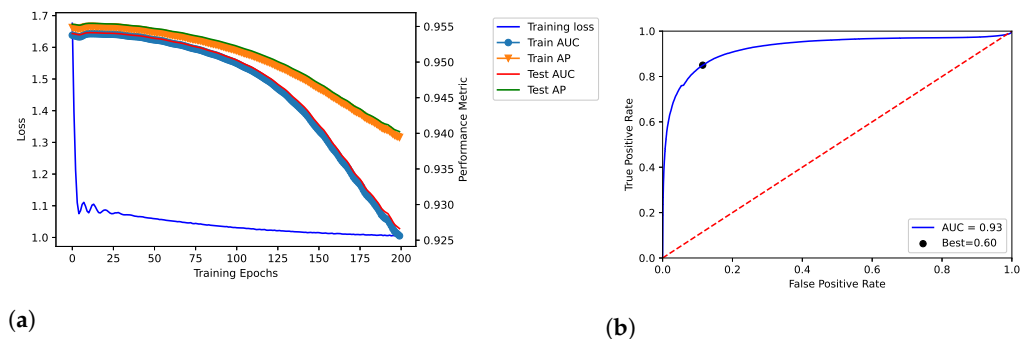 1.7
1.6
1.5
1.4
1.3
1.2
1.1
1.0
Loss
0 25 50 75 100 125 150 175 200
Training Epochs
0.955
0.950
0.945
0.940
0.935
0.930
0.925
Performance Metric
Training loss
Train AUC
Train AP
Test AUC
Test AP
(a)
1.0
0.8
0.6
0.4
0.2
0.0
True Positive Rate
0.0 0.2 0.4 0.6 0.8 1.0
False Positive Rate
AUC = 0.93
Best=0.60
(b)